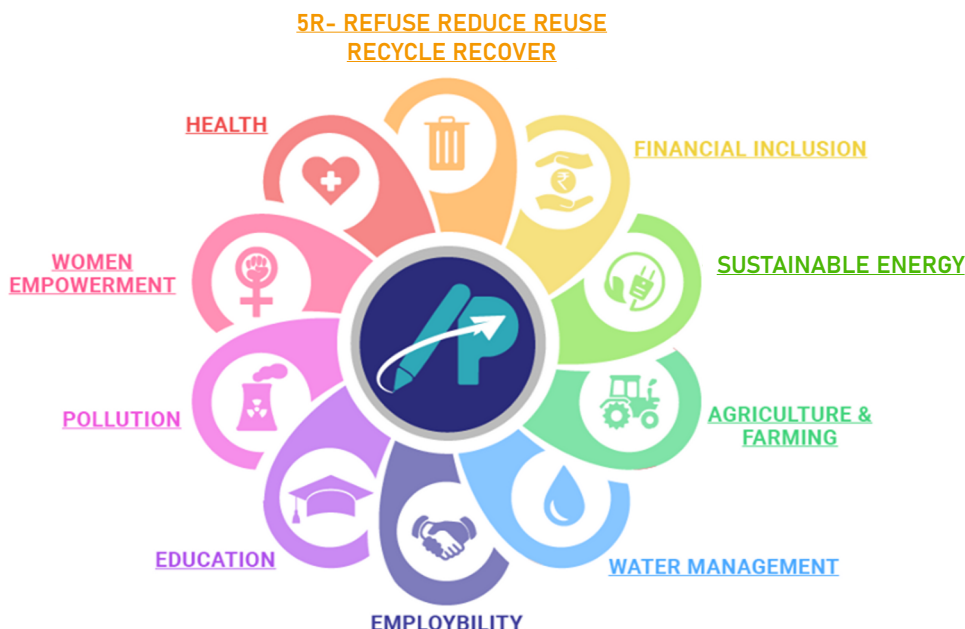 5R- REFUSE REDUCE REUSE
RECYCLE RECOVER
HEALTH
FINANCIAL INCLUSION
WOMEN
EMPOWERMENT
SUSTAINABLE ENERGY
POLLUTION
AGRICULTURE &
FARMING
EDUCATION
WATER MANAGEMENT
EMPLOYBILITY
₹
AP